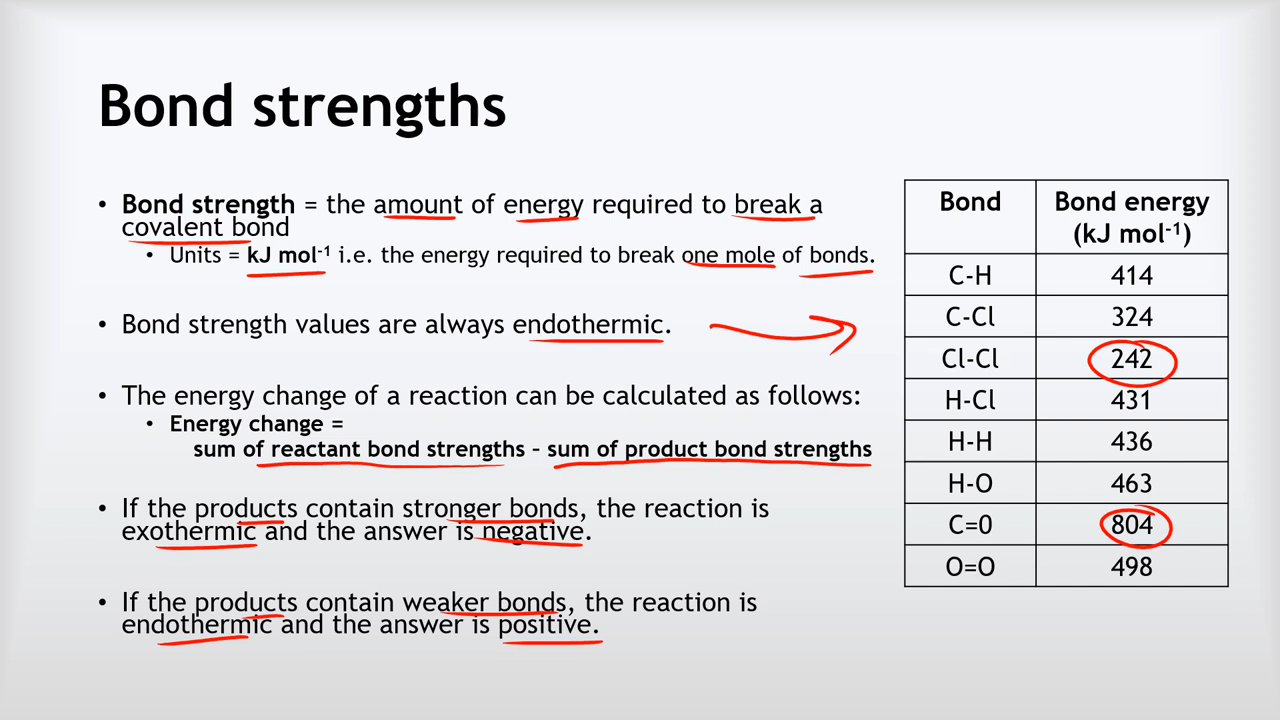 Bond strengths
• Bond strength = the amount of energy required to break a
covalent bond
• Units = kJ mol⁻¹ i.e. the energy required to break one mole of bonds.
• Bond strength values are always endothermic.
• The energy change of a reaction can be calculated as follows:
• Energy change =
sum of reactant bond strengths – sum of product bond strengths
• If the products contain stronger bonds, the reaction is
exothermic and the answer is negative.
• If the products contain weaker bonds, the reaction is
endothermic and the answer is positive.
Bond Bond energy
(kJ mol⁻¹)
C-H 414
C-Cl 324
Cl-Cl 242
H-Cl 431
H-H 436
H-O 463
C=0 804
O=O 498